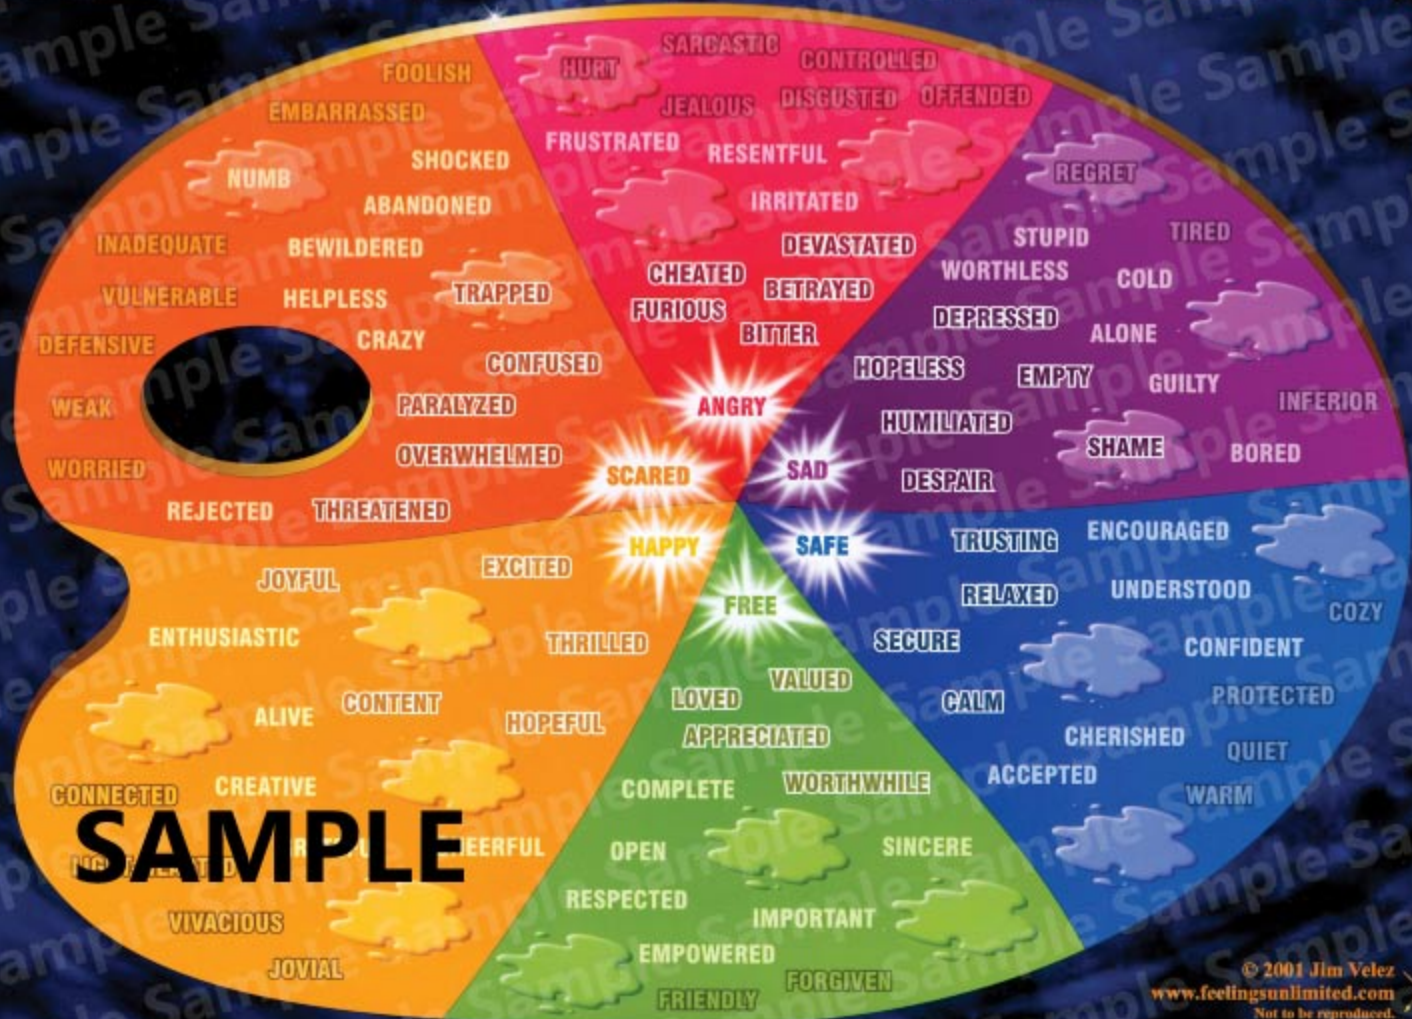 FOOLISH
EMBARRASSED
SHOCKED
NUMB
ABANDONED
INADEQUATE
BEWILDERED
VULNERABLE
HELPLESS
TRAPPED
DEFENSIVE
CRAZY
CONFUSED
WEAK
PARALYZED
WORRIED
OVERWHELMED
REJECTED
THREATENED
SCARED
HURT
SARCASTIC
CONTROLLED
JEALOUS
DISGUSTED
OFFENDED
FRUSTRATED
RESENTFUL
IRRITATED
DEVASTATED
CHEATED
BETRAYED
FURIOUS
BITTER
ANGRY
REGRET
STUPID
TIRED
WORTHLESS
COLD
DEPRESSED
ALONE
HOPELESS
EMPTY
GUILTY
INFERIOR
HUMILIATED
SHAME
BORED
SAD
DESPAIR
HAPPY
EXCITED
JOYFUL
ENTHUSIASTIC
THRILLED
CONTENT
ALIVE
HOPEFUL
CREATIVE
CONNECTED
SAMPLE
VIVACIOUS
JOVIAL
FREE
VALUED
LOVED
APPRECIATED
COMPLETE
WORTHWHILE
OPEN
SINCERE
RESPECTED
IMPORTANT
EMPOWERED
FORGIVEN
FRIENDLY
SAFE
TRUSTING
ENCOURAGED
RELAXED
UNDERSTOOD
COZY
SECURE
CONFIDENT
CALM
PROTECTED
CHERISHED
QUIET
ACCEPTED
WARM
© 2001 Jim Velez
www.feelingsunlimited.com
Not to be reproduced.